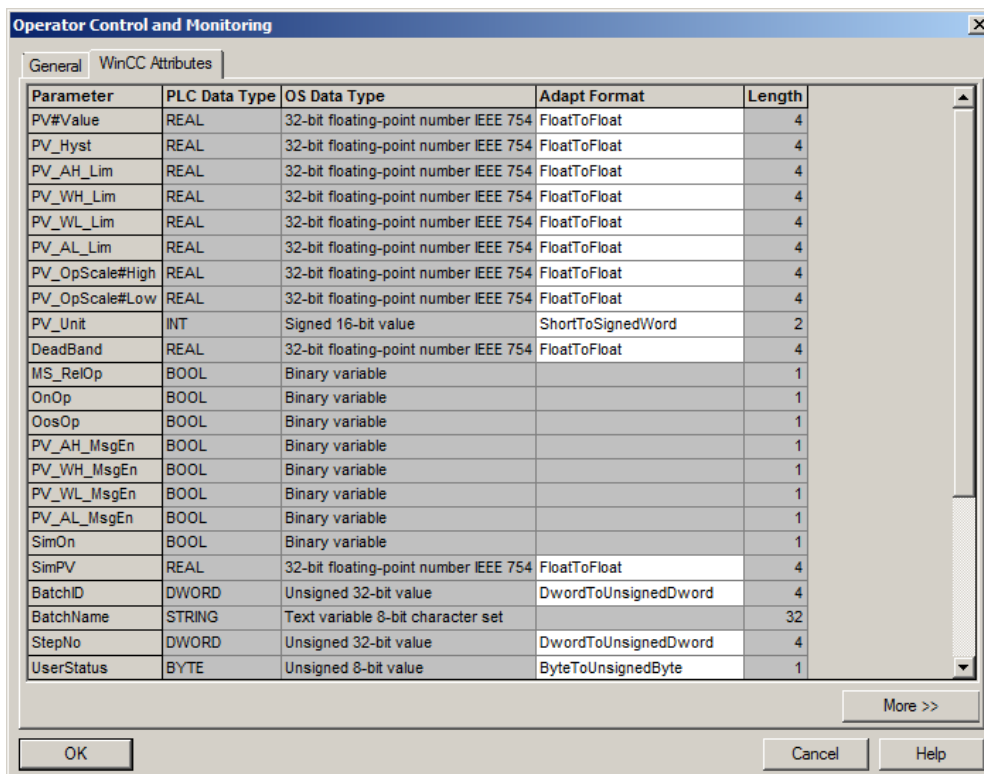 Operator Control and Monitoring
General WinCC Attributes
Parameter PLC Data Type OS Data Type Adapt Format Length
PV#Value REAL 32-bit floating-point number IEEE 754 FloatToFloat 4
PV_Hyst REAL 32-bit floating-point number IEEE 754 FloatToFloat 4
PV_AH_Lim REAL 32-bit floating-point number IEEE 754 FloatToFloat 4
PV_WH_Lim REAL 32-bit floating-point number IEEE 754 FloatToFloat 4
PV_WL_Lim REAL 32-bit floating-point number IEEE 754 FloatToFloat 4
PV_AL_Lim REAL 32-bit floating-point number IEEE 754 FloatToFloat 4
PV_OpScale#High REAL 32-bit floating-point number IEEE 754 FloatToFloat 4
PV_OpScale#Low REAL 32-bit floating-point number IEEE 754 FloatToFloat 4
PV_Unit INT Signed 16-bit value ShortToSignedWord 2
DeadBand REAL 32-bit floating-point number IEEE 754 FloatToFloat 4
MS_RelOp BOOL Binary variable 1
OnOp BOOL Binary variable 1
OosOp BOOL Binary variable 1
PV_AH_MsgEn BOOL Binary variable 1
PV_WH_MsgEn BOOL Binary variable 1
PV_WL_MsgEn BOOL Binary variable 1
PV_AL_MsgEn BOOL Binary variable 1
SimOn BOOL Binary variable 1
SimPV REAL 32-bit floating-point number IEEE 754 FloatToFloat 4
BatchID DWORD Unsigned 32-bit value DwordToUnsignedDword 4
BatchName STRING Text variable 8-bit character set 32
StepNo DWORD Unsigned 32-bit value DwordToUnsignedDword 4
UserStatus BYTE Unsigned 8-bit value ByteToUnsignedByte 1
More >>
OK Cancel Help